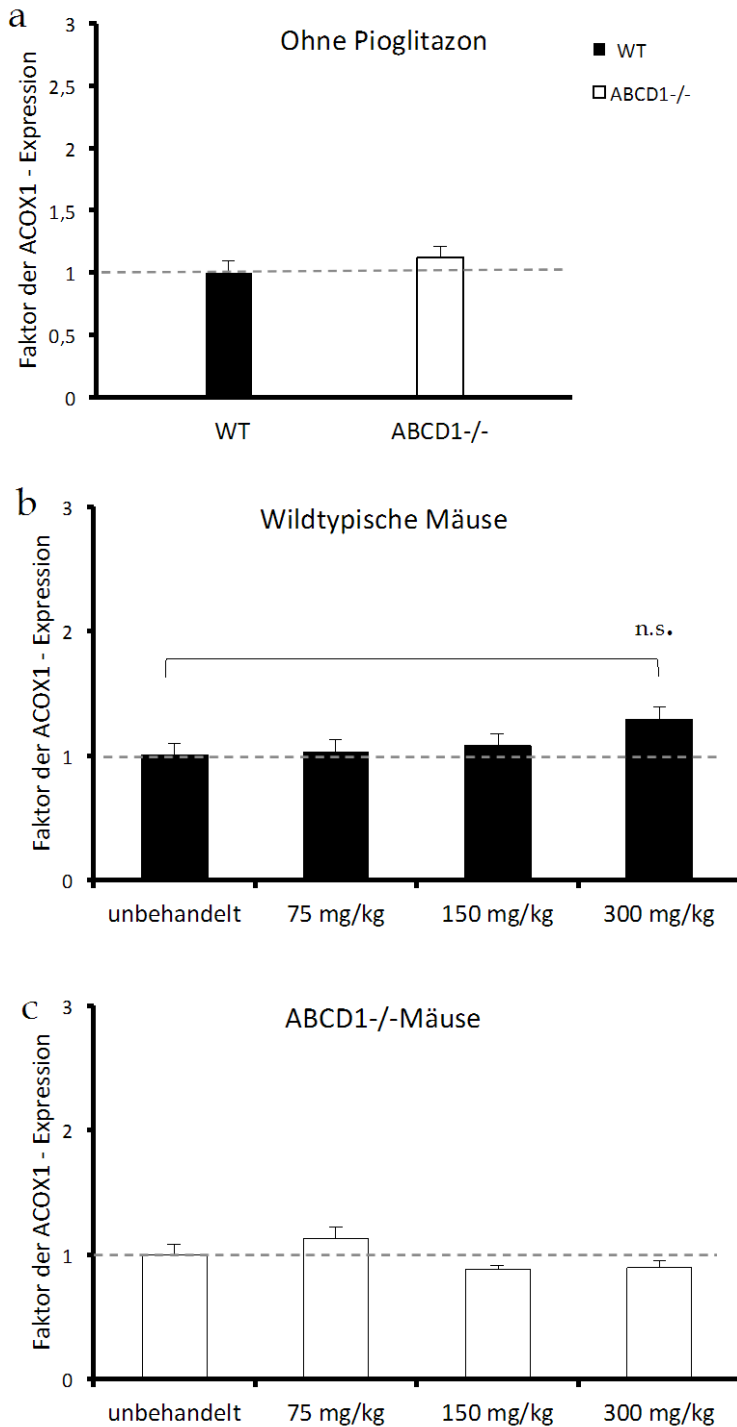 a
Ohne Pioglitazon
WT
ABCD1-/-
Faktor der ACOX1 - Expression
3
2,5
2
1,5
1
0,5
0
WT ABCD1-/-
b
Wildtypische Mäuse
n.s.
Faktor der ACOX1 - Expression
3
2
1
0
unbehandelt 75 mg/kg 150 mg/kg 300 mg/kg
c
ABCD1-/-Mäuse
Faktor der ACOX1 - Expression
3
2
1
0
unbehandelt 75 mg/kg 150 mg/kg 300 mg/kg